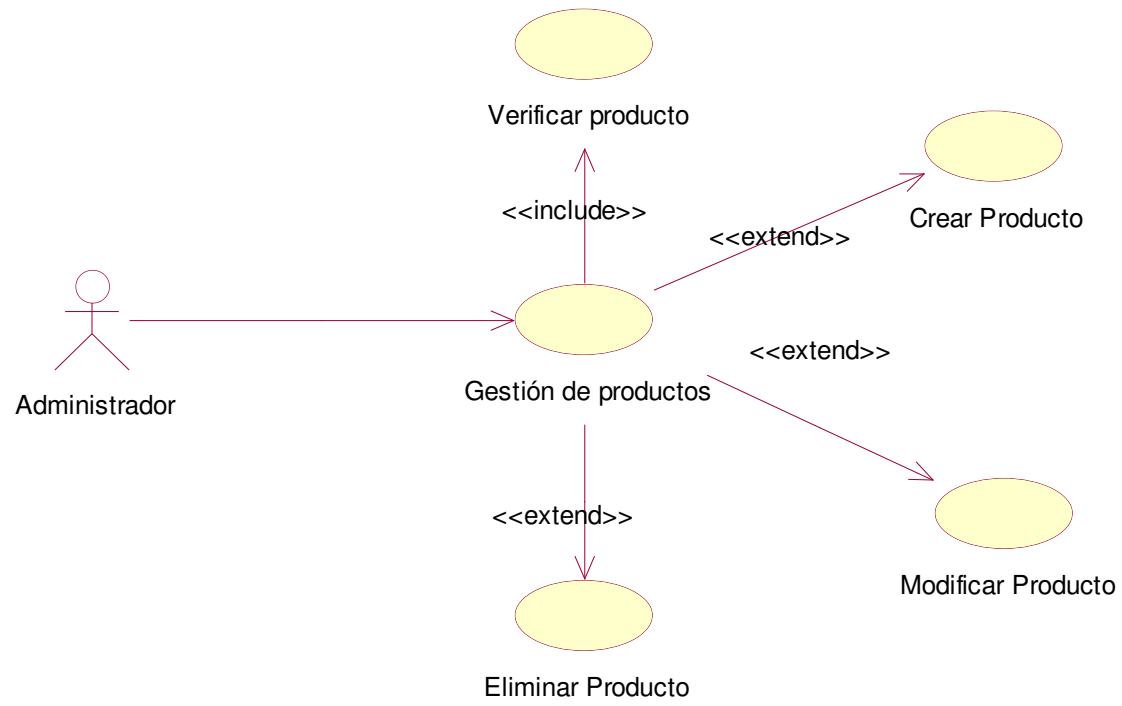 Verificar producto
<<include>>
Crear Producto
<<extend>>
Administrador
Gestión de productos
<<extend>>
<<extend>>
Modificar Producto
Eliminar Producto